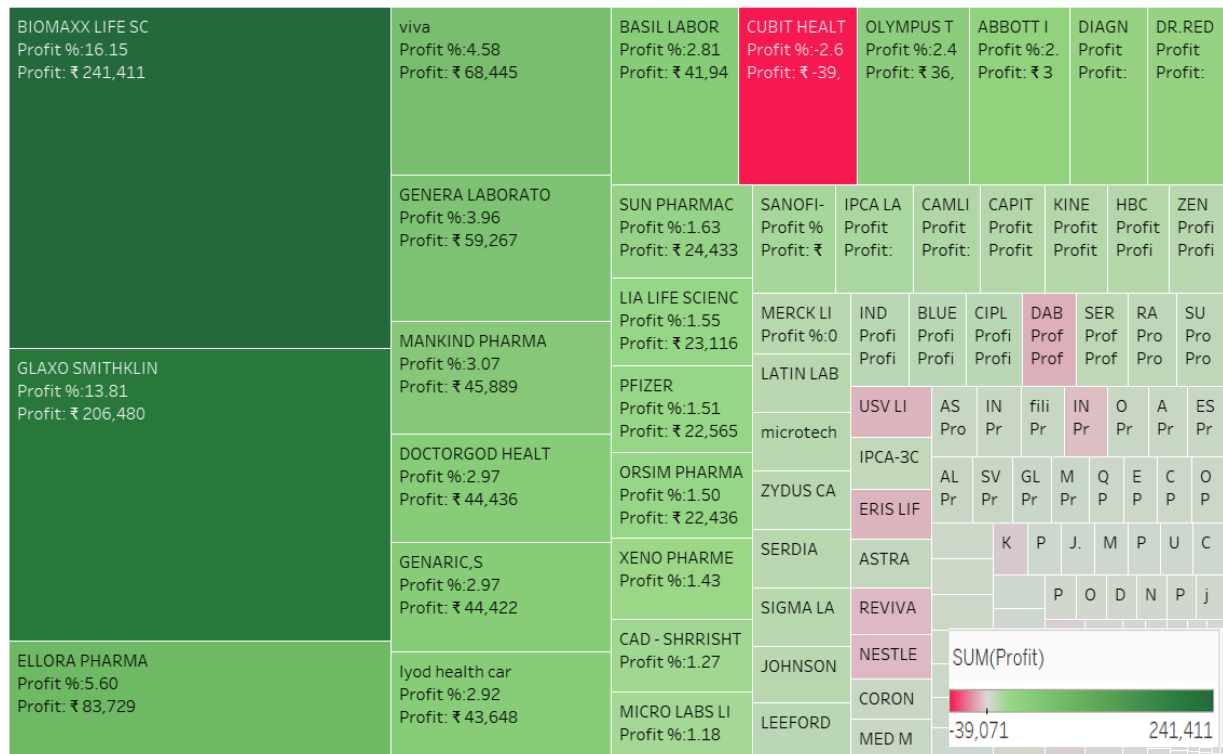 BIOMAXX LIFE SC
Profit %:16.15
Profit: ₹ 241,411
GLAXO SMITHKLIN
Profit %:13.81
Profit: ₹ 206,480
ELLORA PHARMA
Profit %:5.60
Profit: ₹ 83,729
viva
Profit %:4.58
Profit: ₹ 68,445
GENERA LABORATO
Profit %:3.96
Profit: ₹ 59,267
MANKIND PHARMA
Profit %:3.07
Profit: ₹ 45,889
DOCTORGOD HEALT
Profit %:2.97
Profit: ₹ 44,436
GENARIC,S
Profit %:2.97
Profit: ₹ 44,422
lyod health car
Profit %:2.92
Profit: ₹ 43,648
BASIL LABOR
Profit %:2.81
Profit: ₹ 41,94
CUBIT HEALT
Profit %:-2.6
Profit: ₹ -39,
OLYMPUS T
Profit %:2.4
Profit: ₹ 36,
ABBOTT I
Profit %:2.
Profit: ₹ 3
DIAGN
Profit
Profit:
DR.RED
Profit
Profit:
SUN PHARMAC
Profit %:1.63
Profit: ₹ 24,433
LIA LIFE SCIENC
Profit %:1.55
Profit: ₹ 23,116
PFIZER
Profit %:1.51
Profit: ₹ 22,565
ORSIM PHARMA
Profit %:1.50
Profit: ₹ 22,436
XENO PHARME
Profit %:1.43
CAD - SHRRISHT
Profit %:1.27
MICRO LABS LI
Profit %:1.18
SANOFI-
Profit %
Profit: ₹
IPCA LA
Profit
Profit:
CAMLI
Profit
Profit:
CAPIT
Profit
Profit
KINE
Profit
Profit
HBC
Profit
Profi
ZEN
Profi
Profi
MERCK LI
Profit %:0
LATIN LAB
microtech
ZYDUS CA
SERDIA
SIGMA LA
JOHNSON
LEEFORD
IND
Profi
Profi
BLUE
Profi
Profi
CIPL
Profi
Profi
DAB
Prof
Prof
SER
Prof
Prof
RA
Pro
Pro
SU
Pro
Pro
USV LI
IPCA-3C
ERIS LIF
ASTRA
REVIVA
NESTLE
CORON
MED M
AS
Pro
IN
Pr
fili
Pr
IN
Pr
O
Pr
A
Pr
ES
Pr
AL
Pr
SV
Pr
GL
Pr
M
Pr
Q
P
E
P
C
P
O
P
K
P
J.
M
P
U
C
P
O
D
N
P
j
SUM(Profit)
-39,071
241,411